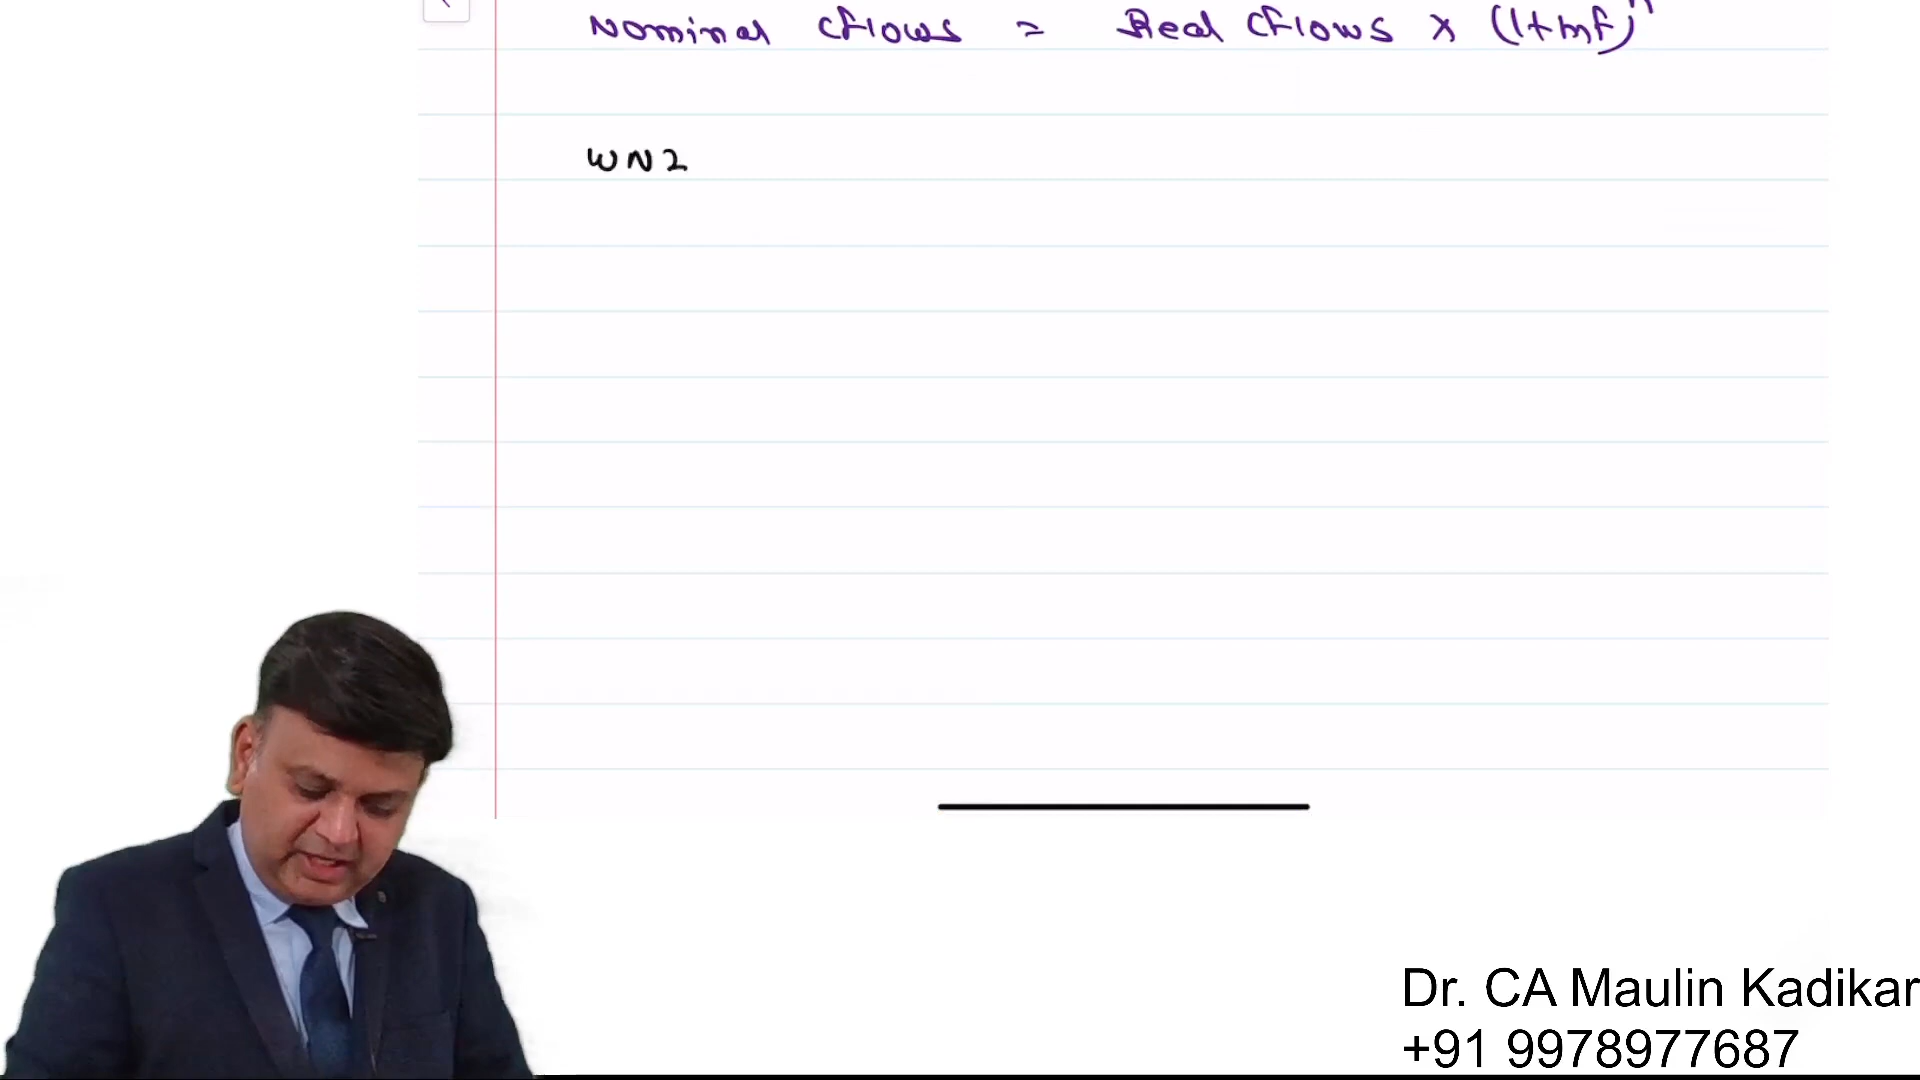 Nominal Cflows = Real Cflows x (1+inf)^n
WN2
Dr. CA Maulin Kadikar
+91 9978977687